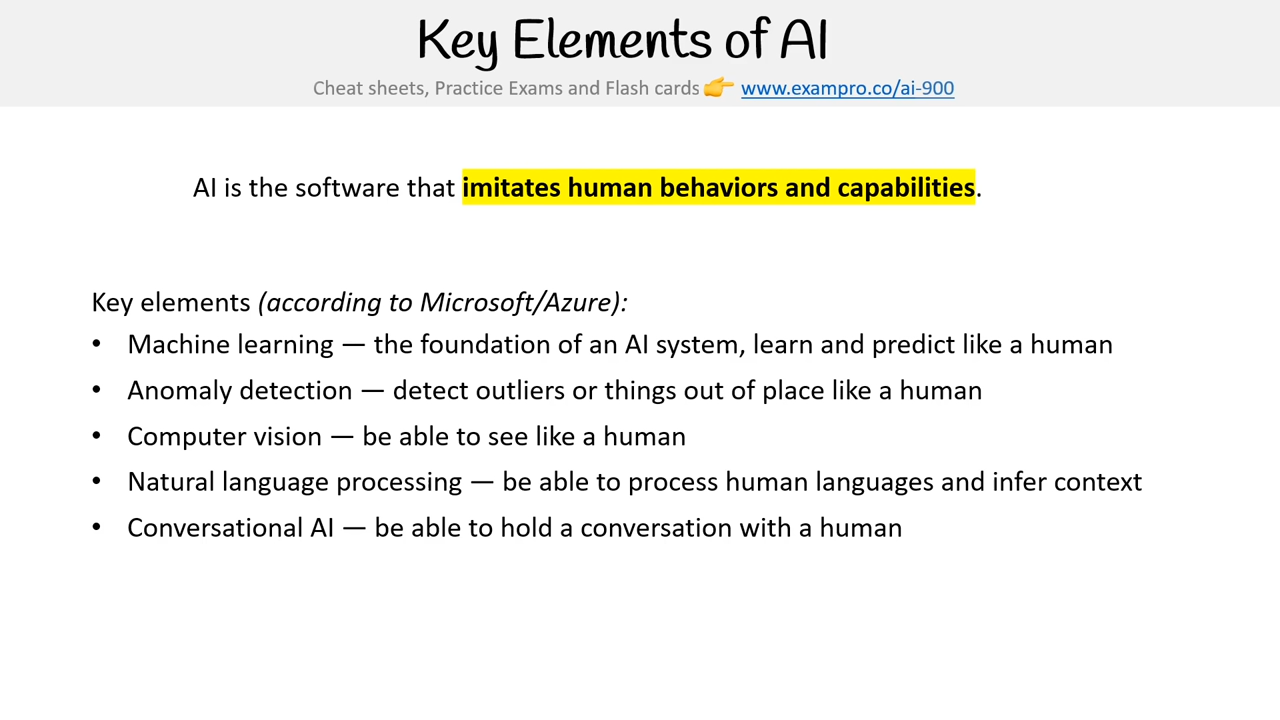 Key Elements of AI
Cheat sheets, Practice Exams and Flash cards 👉 www.exampro.co/ai-900
AI is the software that imitates human behaviors and capabilities.
Key elements (according to Microsoft/Azure):
• Machine learning — the foundation of an AI system, learn and predict like a human
• Anomaly detection — detect outliers or things out of place like a human
• Computer vision — be able to see like a human
• Natural language processing — be able to process human languages and infer context
• Conversational AI — be able to hold a conversation with a human